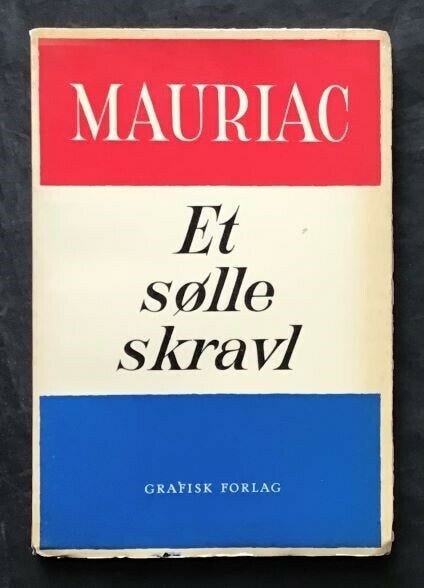 MAURIAC
Et
sølle
skravl
GRAFISK FORLAG